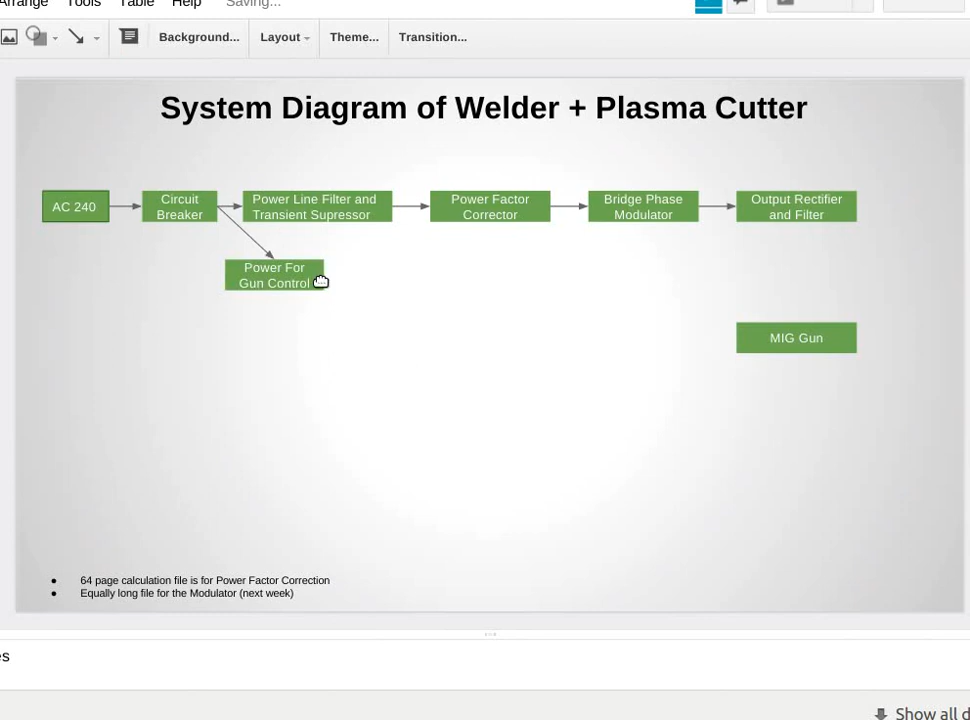 Arrange Tools Table Help Saving...
Background... Layout Theme... Transition...
System Diagram of Welder + Plasma Cutter
AC 240
Circuit
Breaker
Power Line Filter and
Transient Supressor
Power Factor
Corrector
Bridge Phase
Modulator
Output Rectifier
and Filter
Power For
Gun Control
MIG Gun
64 page calculation file is for Power Factor Correction
Equally long file for the Modulator (next week)
es
Show all d